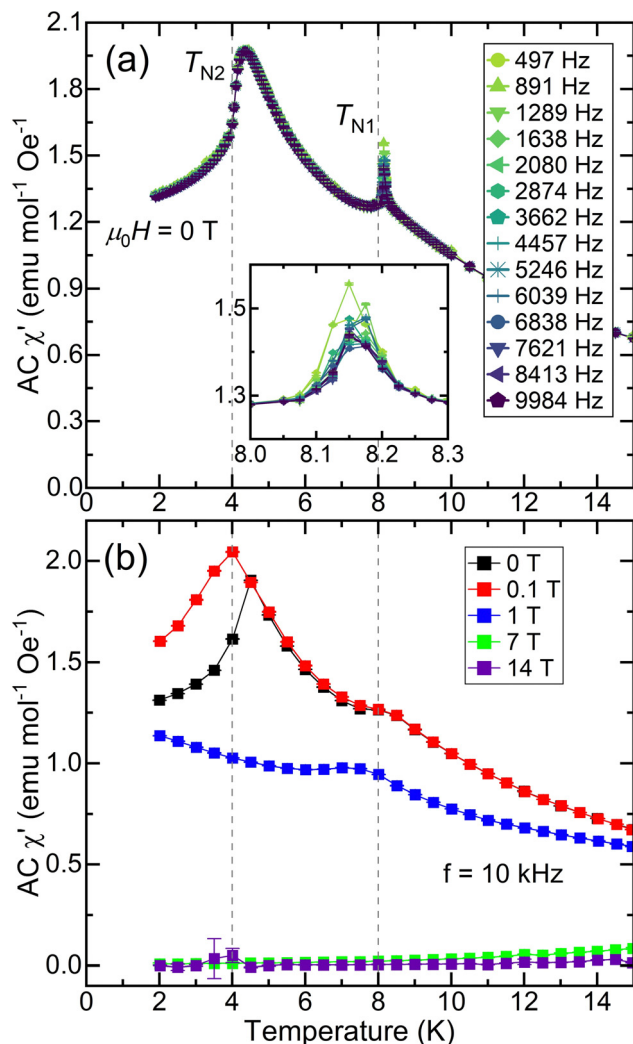 (a)
T_N2
T_N1
μ₀H = 0 T
497 Hz
891 Hz
1289 Hz
1638 Hz
2080 Hz
2874 Hz
3662 Hz
4457 Hz
5246 Hz
6039 Hz
6838 Hz
7621 Hz
8413 Hz
9984 Hz
AC χ' (emu mol⁻¹ Oe⁻¹)
2.1
1.8
1.5
1.2
0.9
0.6
0.3
0.0
1.5
1.3
8.0 8.1 8.2 8.3
0 2 4 6 8 10 12 14
(b)
0 T
0.1 T
1 T
7 T
14 T
AC χ' (emu mol⁻¹ Oe⁻¹)
2.0
1.5
1.0
0.5
0.0
f = 10 kHz
0 2 4 6 8 10 12 14
Temperature (K)